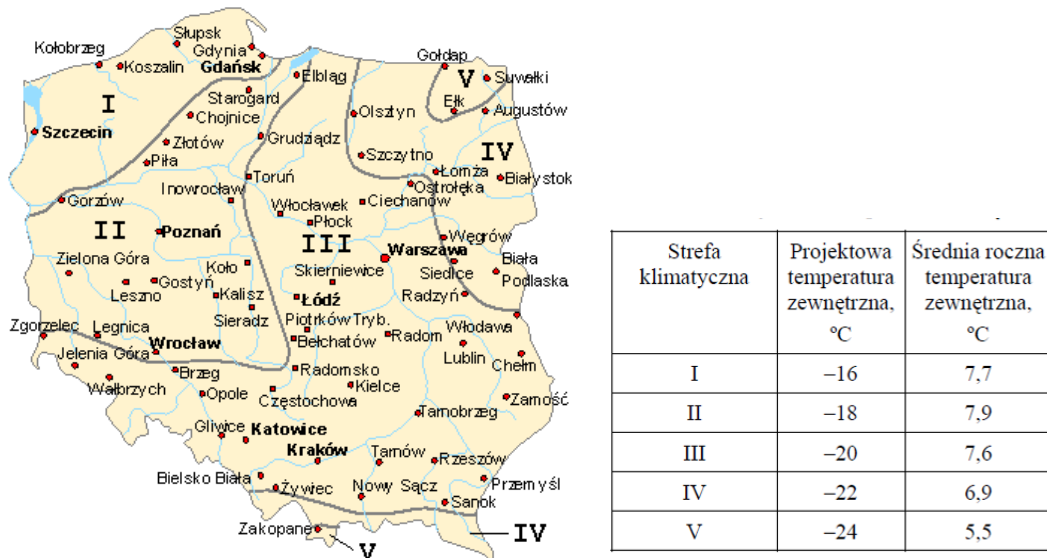 Słupsk
Kołobrzeg
Gdynia
Koszalin
Gdańsk
Elbląg
Gołdap
V
Suwałki
I
Starogard
Chojnice
Olsztyn
Ełk
Augustów
Szczecin
Złotów
Grudziądz
Piła
Szczytno
IV
Łomża
Toruń
Białystok
Inowrocław
Ostrołęka
Gorzów
Włocławek
Ciechanów
Płock
II
Poznań
III
Węgrów
Warszawa
Zielona Góra
Koło
Skierniewice
Siedlce
Biała
Podlaska
Leszno
Gostyń
Kalisz
Łódź
Radzyń
Sieradz
Zgorzelec
Legnica
Piotrków Tryb.
Włodawa
Wrocław
Bełchatów
Radom
Jelenia Góra
Lublin
Chełm
Wałbrzych
Brzeg
Radomsko
Opole
Kielce
Częstochowa
Zamość
Tarnobrzeg
Gliwice
Katowice
Kraków
Tarnów
Rzeszów
Bielsko Biała
Żywiec
Nowy Sącz
Przemyśl
Sanok
Zakopane
V
IV
Strefa
klimatyczna
Projektowa
temperatura
zewnętrzna,
ºC
Średnia roczna
temperatura
zewnętrzna,
ºC
I –16 7,7
II –18 7,9
III –20 7,6
IV –22 6,9
V –24 5,5